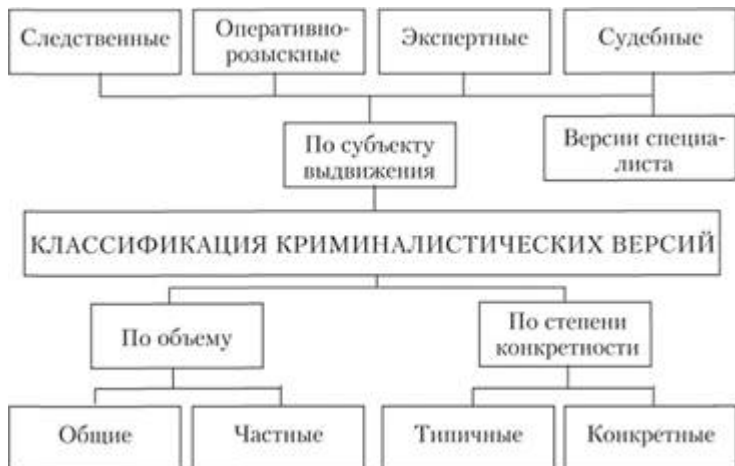 Следственные
Оперативно-
розыскные
Экспертные
Судебные
По субъекту
выдвижения
Версии специа-
листа
КЛАССИФИКАЦИЯ КРИМИНАЛИСТИЧЕСКИХ ВЕРСИЙ
По объему
По степени
конкретности
Общие
Частные
Типичные
Конкретные